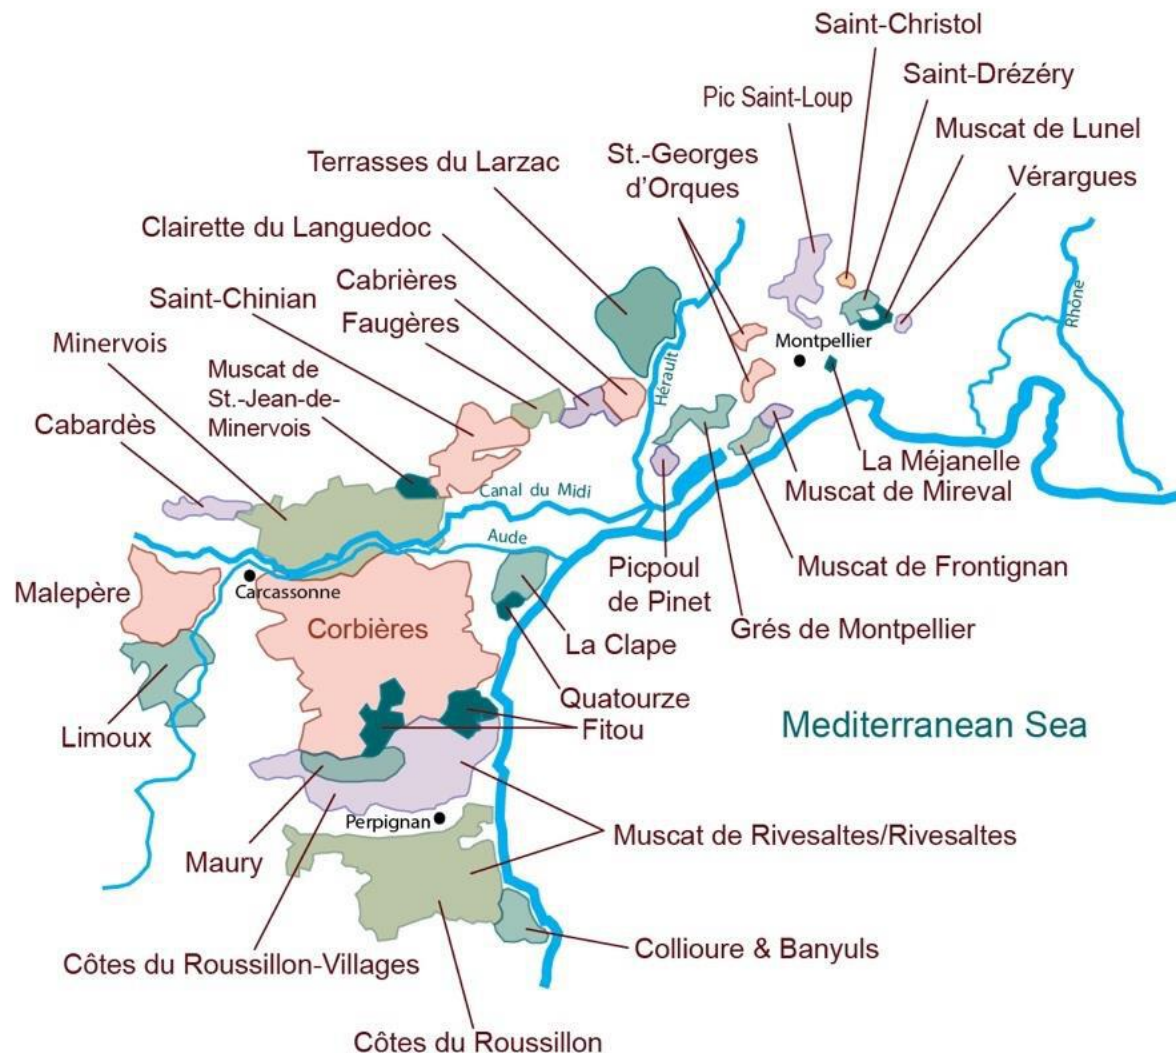 Saint-Christol
Saint-Drézéry
Pic Saint-Loup
Muscat de Lunel
St.-Georges
d'Orques
Terrasses du Larzac
Vérargues
Clairette du Languedoc
Cabrières
Saint-Chinian
Faugères
Minervois
Muscat de
St.-Jean-de-
Minervois
Cabardès
Hérault
Montpellier
Rhône
La Méjanelle
Muscat de Mireval
Canal du Midi
Aude
Picpoul
de Pinet
Muscat de Frontignan
Grés de Montpellier
Malepère
Carcassonne
Corbières
La Clape
Quatourze
Fitou
Limoux
Mediterranean Sea
Perpignan
Muscat de Rivesaltes/Rivesaltes
Maury
Collioure & Banyuls
Côtes du Roussillon-Villages
Côtes du Roussillon